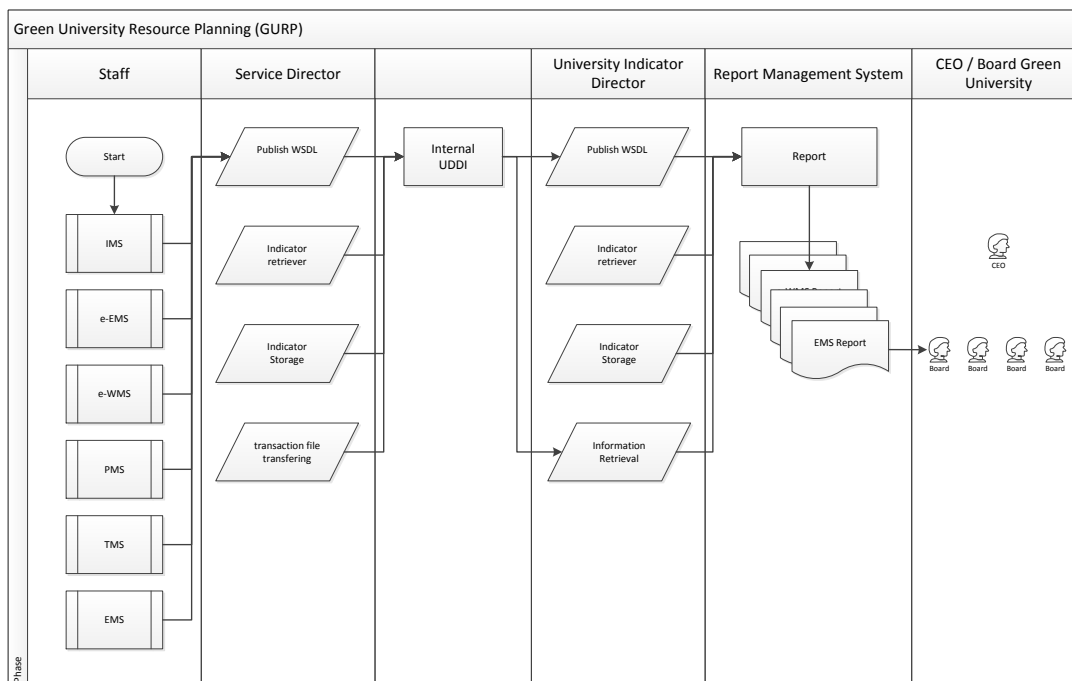 Green University Resource Planning (GURP)
Phase
Staff
Service Director
University Indicator
Director
Report Management System
CEO / Board Green
University
Start
IMS
e-EMS
e-WMS
PMS
TMS
EMS
Publish WSDL
Indicator
retriever
Indicator
Storage
transaction file
transfering
Internal
UDDI
Publish WSDL
Indicator
retriever
Indicator
Storage
Information
Retrieval
Report
EMS Report
CEO
Board
Board
Board
Board